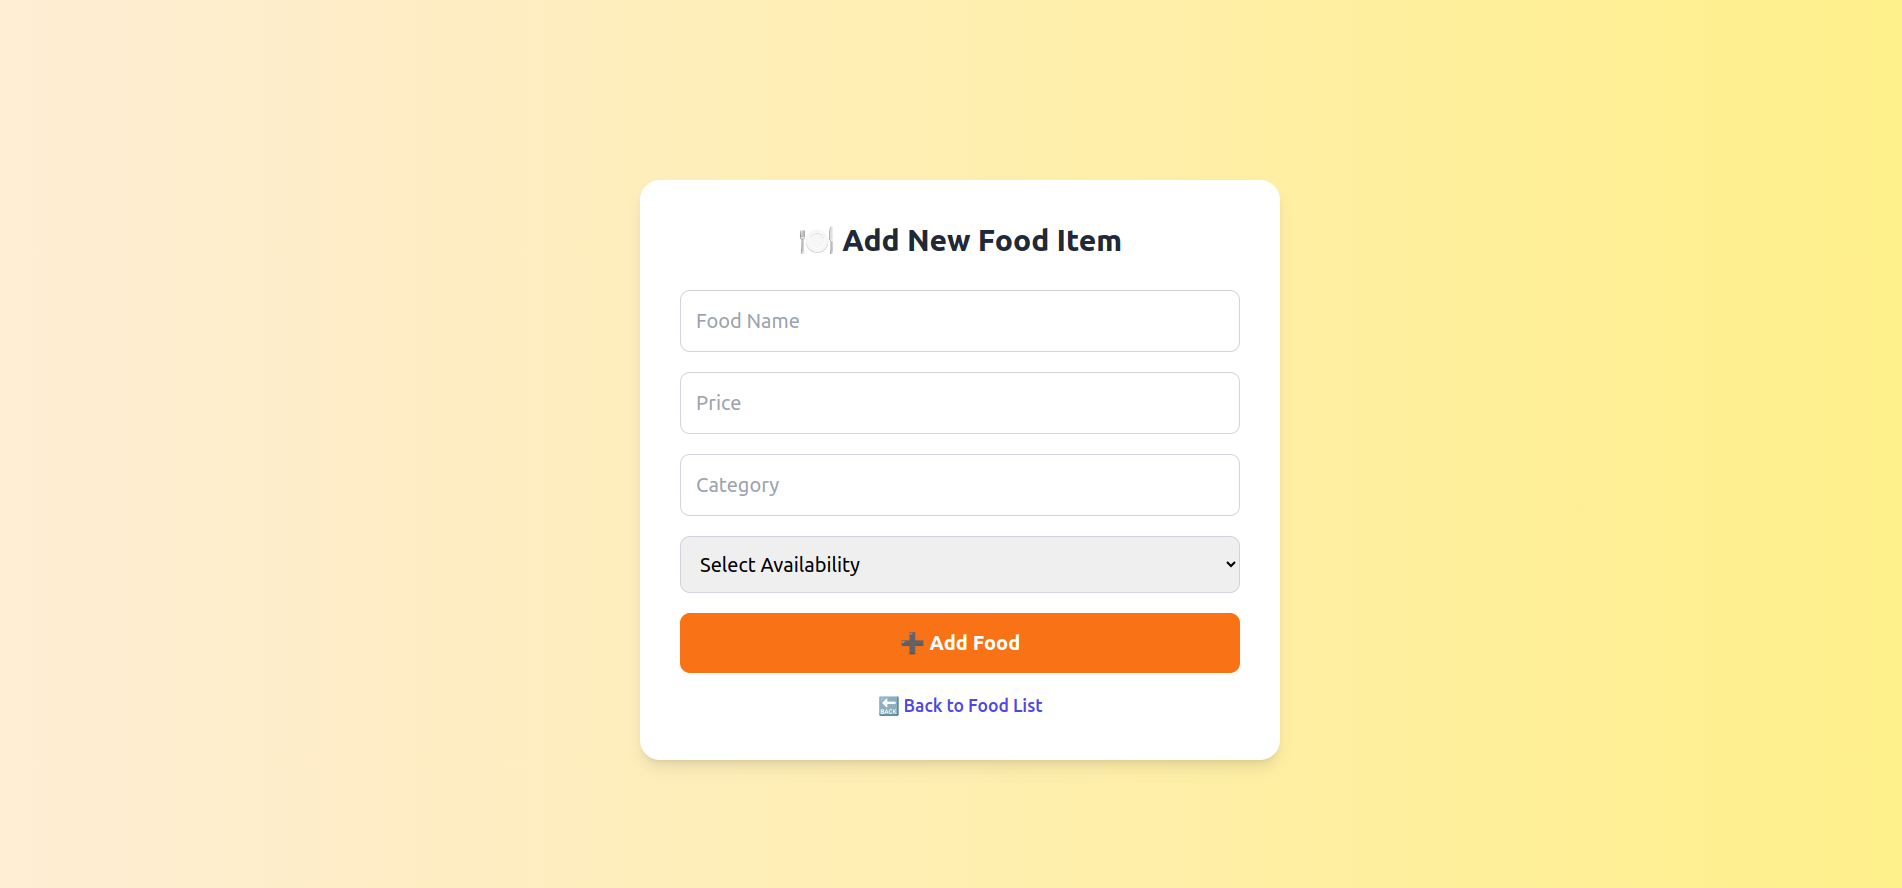 🍽️ Add New Food Item
Food Name
Price
Category
Select Availability
➕ Add Food
🔙 Back to Food List